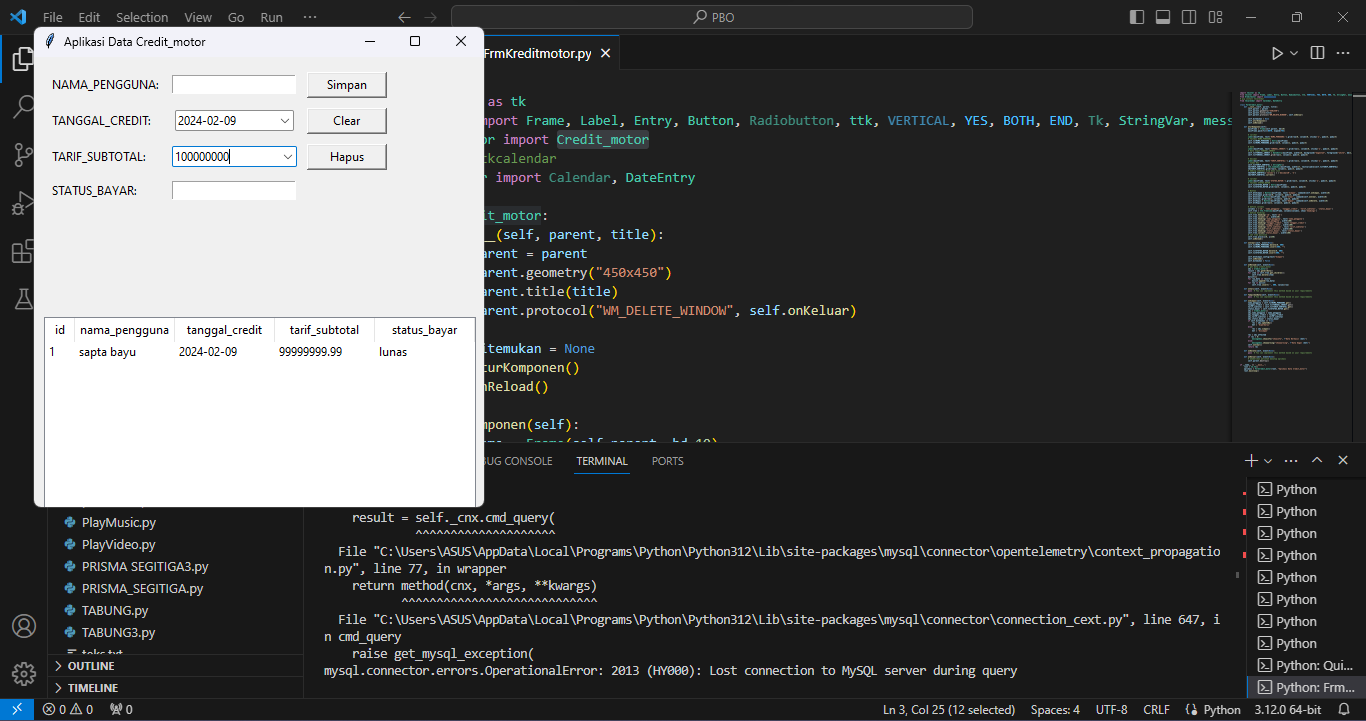 File Edit Selection View Go Run ··· PBO
Aplikasi Data Credit_motor
NAMA_PENGGUNA: Simpan
TANGGAL_CREDIT: 2024-02-09 Clear
TARIF_SUBTOTAL: 100000000 Hapus
STATUS_BAYAR:
id nama_pengguna tanggal_credit tarif_subtotal status_bayar
1 sapta bayu 2024-02-09 99999999.99 lunas
FrmKreditmotor.py
as tk
mport Frame, Label, Entry, Button, Radiobutton, ttk, VERTICAL, YES, BOTH, END, Tk, StringVar, mess
or import Credit_motor
tkcalendar
r import Calendar, DateEntry
dit_motor:
__(self, parent, title):
arent = parent
arent.geometry("450x450")
arent.title(title)
arent.protocol("WM_DELETE_WINDOW", self.onKeluar)
itemukan = None
turKomponen()
nReload()
mponen(self):
BUG CONSOLE TERMINAL PORTS
result = self._cnx.cmd_query(
^^^^^^^^^^^^^^^^^^^^
File "C:\Users\ASUS\AppData\Local\Programs\Python\Python312\Lib\site-packages\mysql\connector\opentelemetry\context_propagatio
n.py", line 77, in wrapper
return method(cnx, *args, **kwargs)
^^^^^^^^^^^^^^^^^^^^^^^^^^^^
File "C:\Users\ASUS\AppData\Local\Programs\Python\Python312\Lib\site-packages\mysql\connector\connection_cext.py", line 647, i
n cmd_query
raise get_mysql_exception(
mysql.connector.errors.OperationalError: 2013 (HY000): Lost connection to MySQL server during query
PlayMusic.py
PlayVideo.py
PRISMA SEGITIGA3.py
PRISMA_SEGITIGA.py
TABUNG.py
TABUNG3.py
OUTLINE
TIMELINE
Python
Python
Python
Python
Python
Python
Python
Python
Python: Qui...
Python: Frm...
0 0 0 Ln 3, Col 25 (12 selected) Spaces: 4 UTF-8 CRLF Python 3.12.0 64-bit